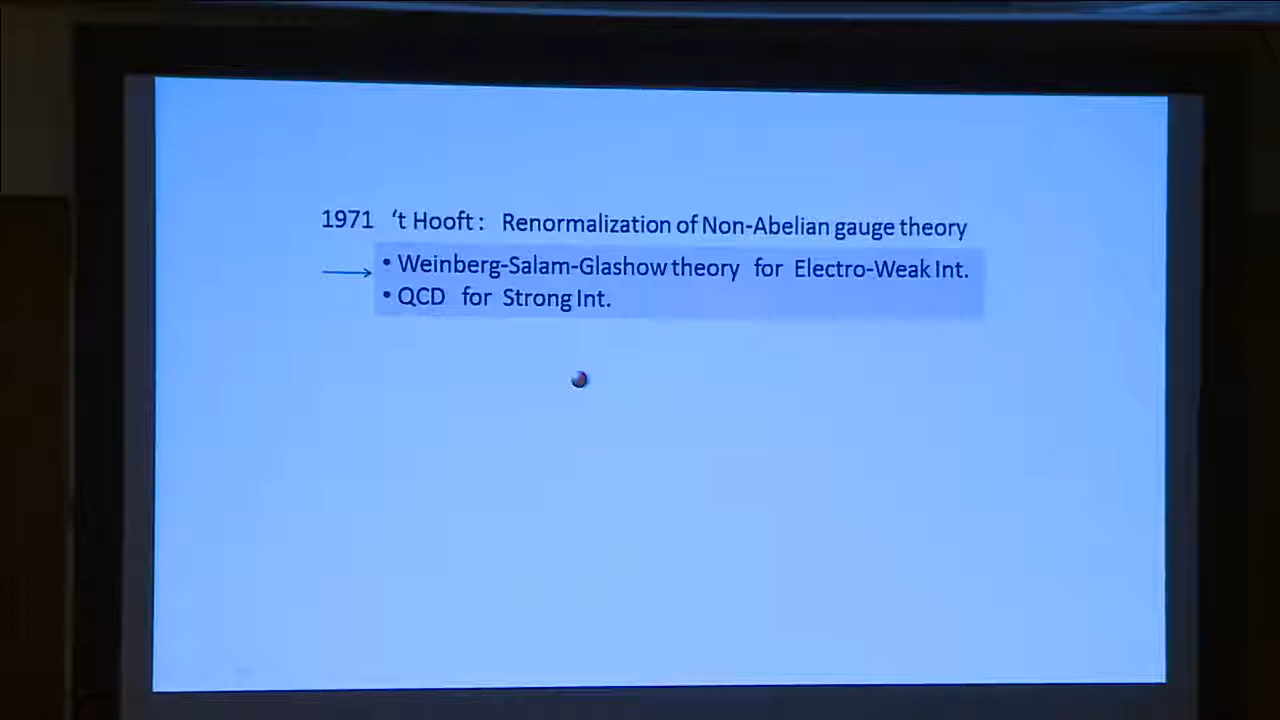 1971 ‘t Hooft : Renormalization of Non-Abelian gauge theory
• Weinberg-Salam-Glashow theory for Electro-Weak Int.
• QCD for Strong Int.